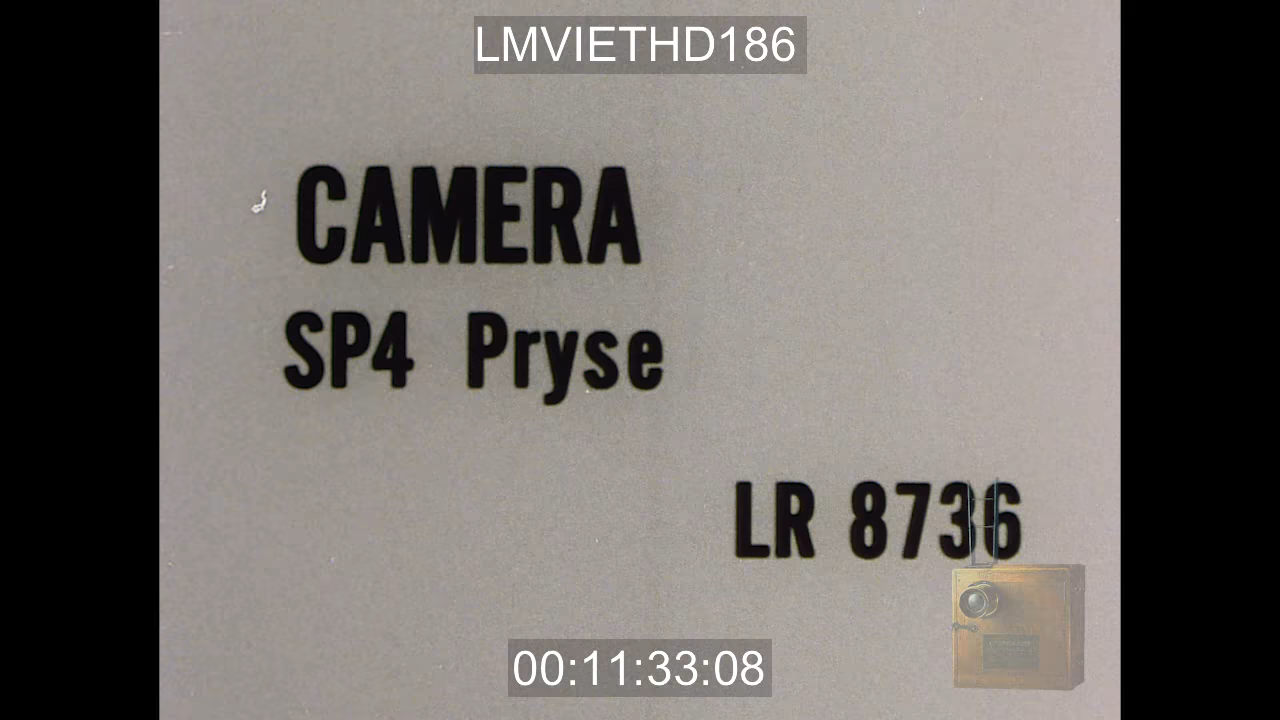 LMVIETHD186
CAMERA
SP4 Pryse
LR 8736
00:11:33:08